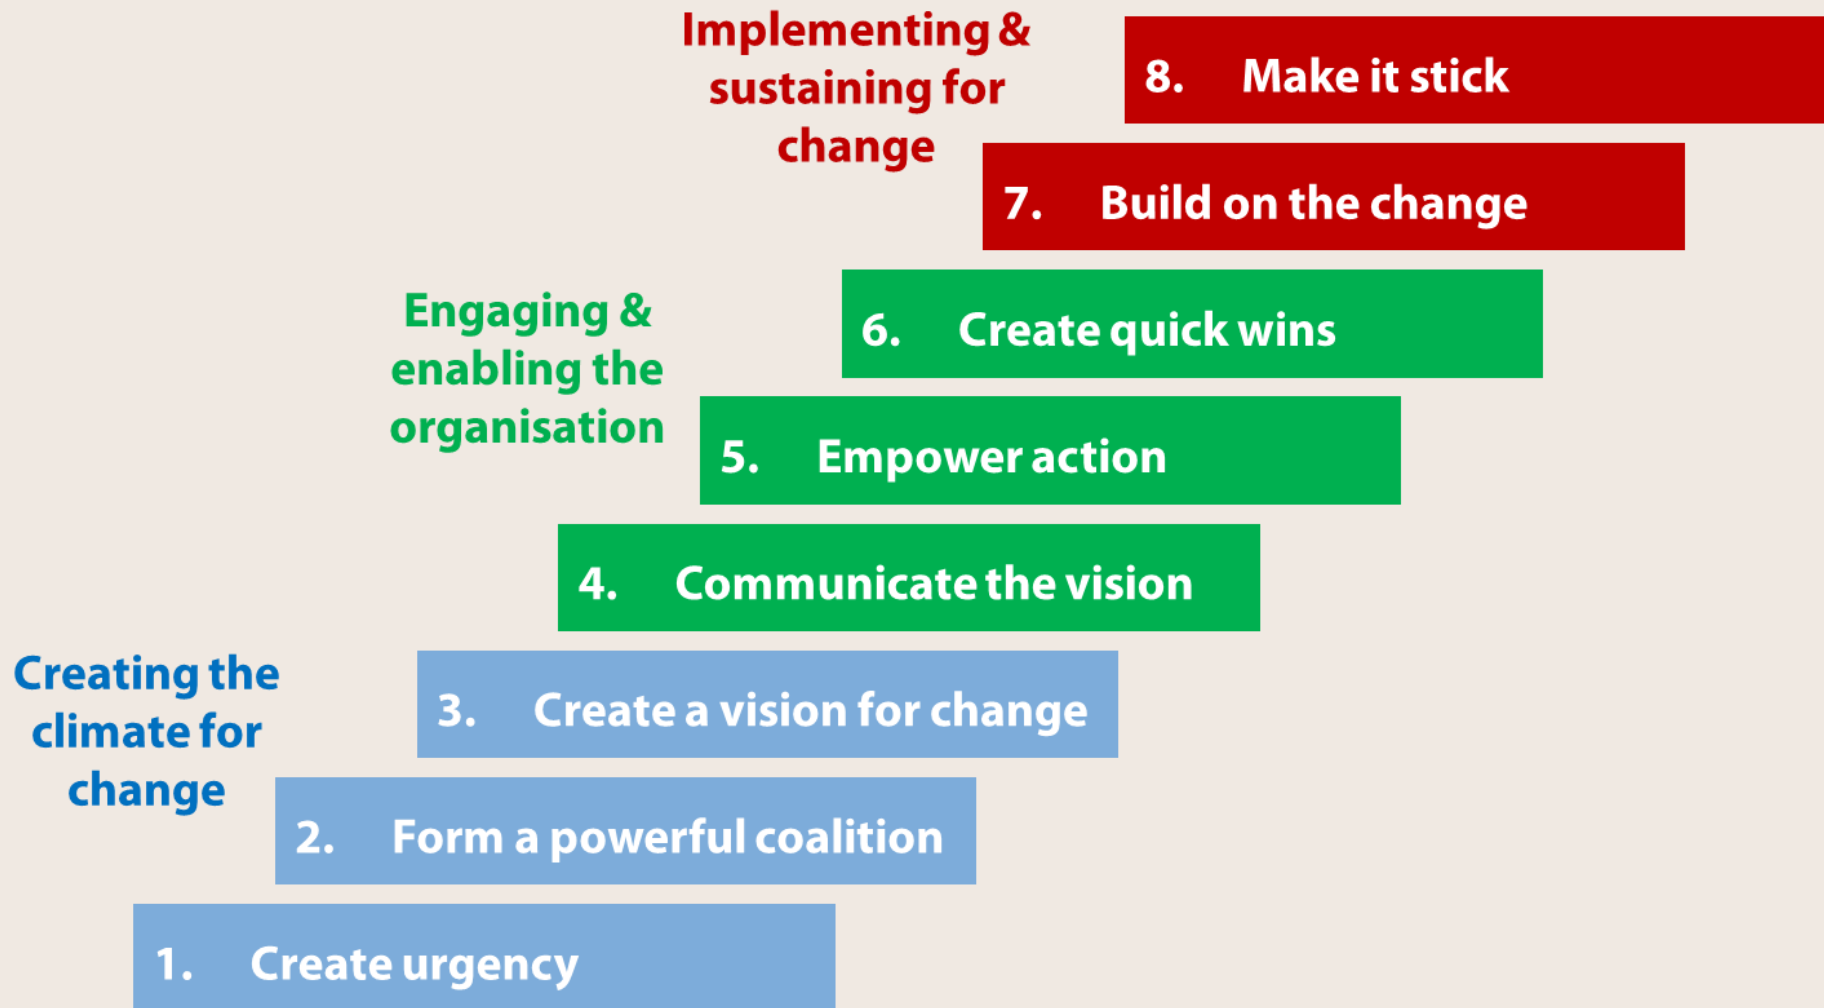 Implementing &
sustaining for
change
8. Make it stick
7. Build on the change
Engaging &
enabling the
organisation
6. Create quick wins
5. Empower action
4. Communicate the vision
Creating the
climate for
change
3. Create a vision for change
2. Form a powerful coalition
1. Create urgency